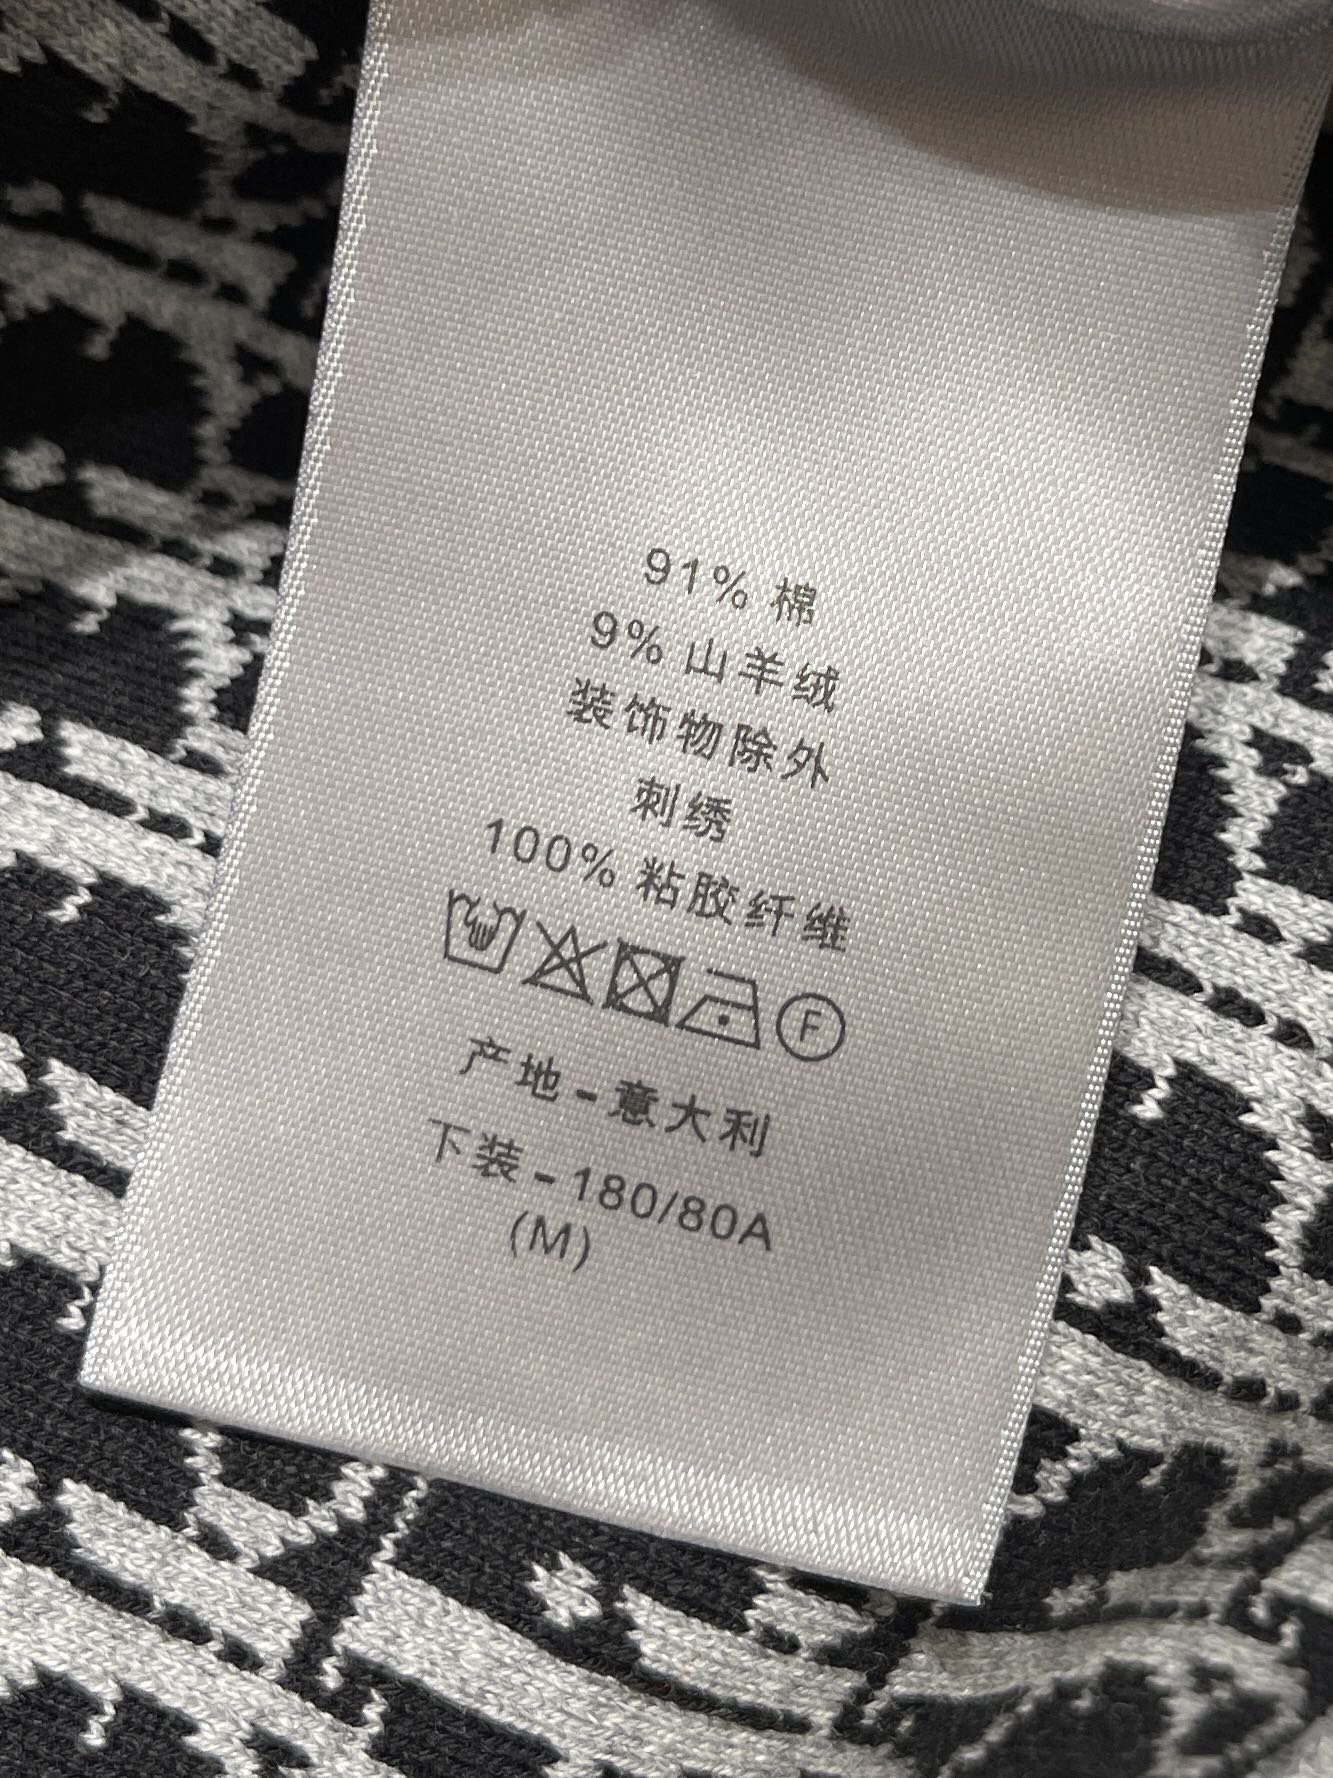 91% 棉
9% 山羊绒
装饰物除外
刺绣
100% 粘胶纤维
F
产地-意大利
下装-180/80A
(M)